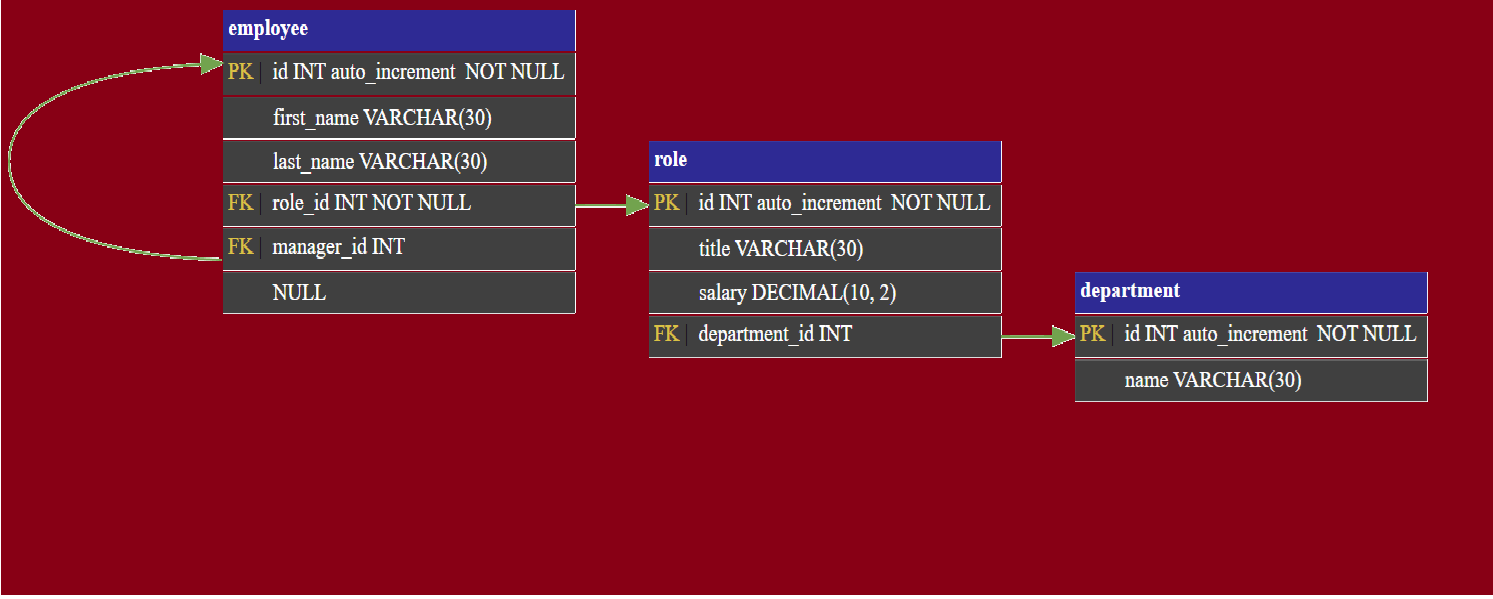 employee
PK id INT auto_increment NOT NULL
first_name VARCHAR(30)
last_name VARCHAR(30)
FK role_id INT NOT NULL
FK manager_id INT
NULL
role
PK id INT auto_increment NOT NULL
title VARCHAR(30)
salary DECIMAL(10, 2)
FK department_id INT
department
PK id INT auto_increment NOT NULL
name VARCHAR(30)